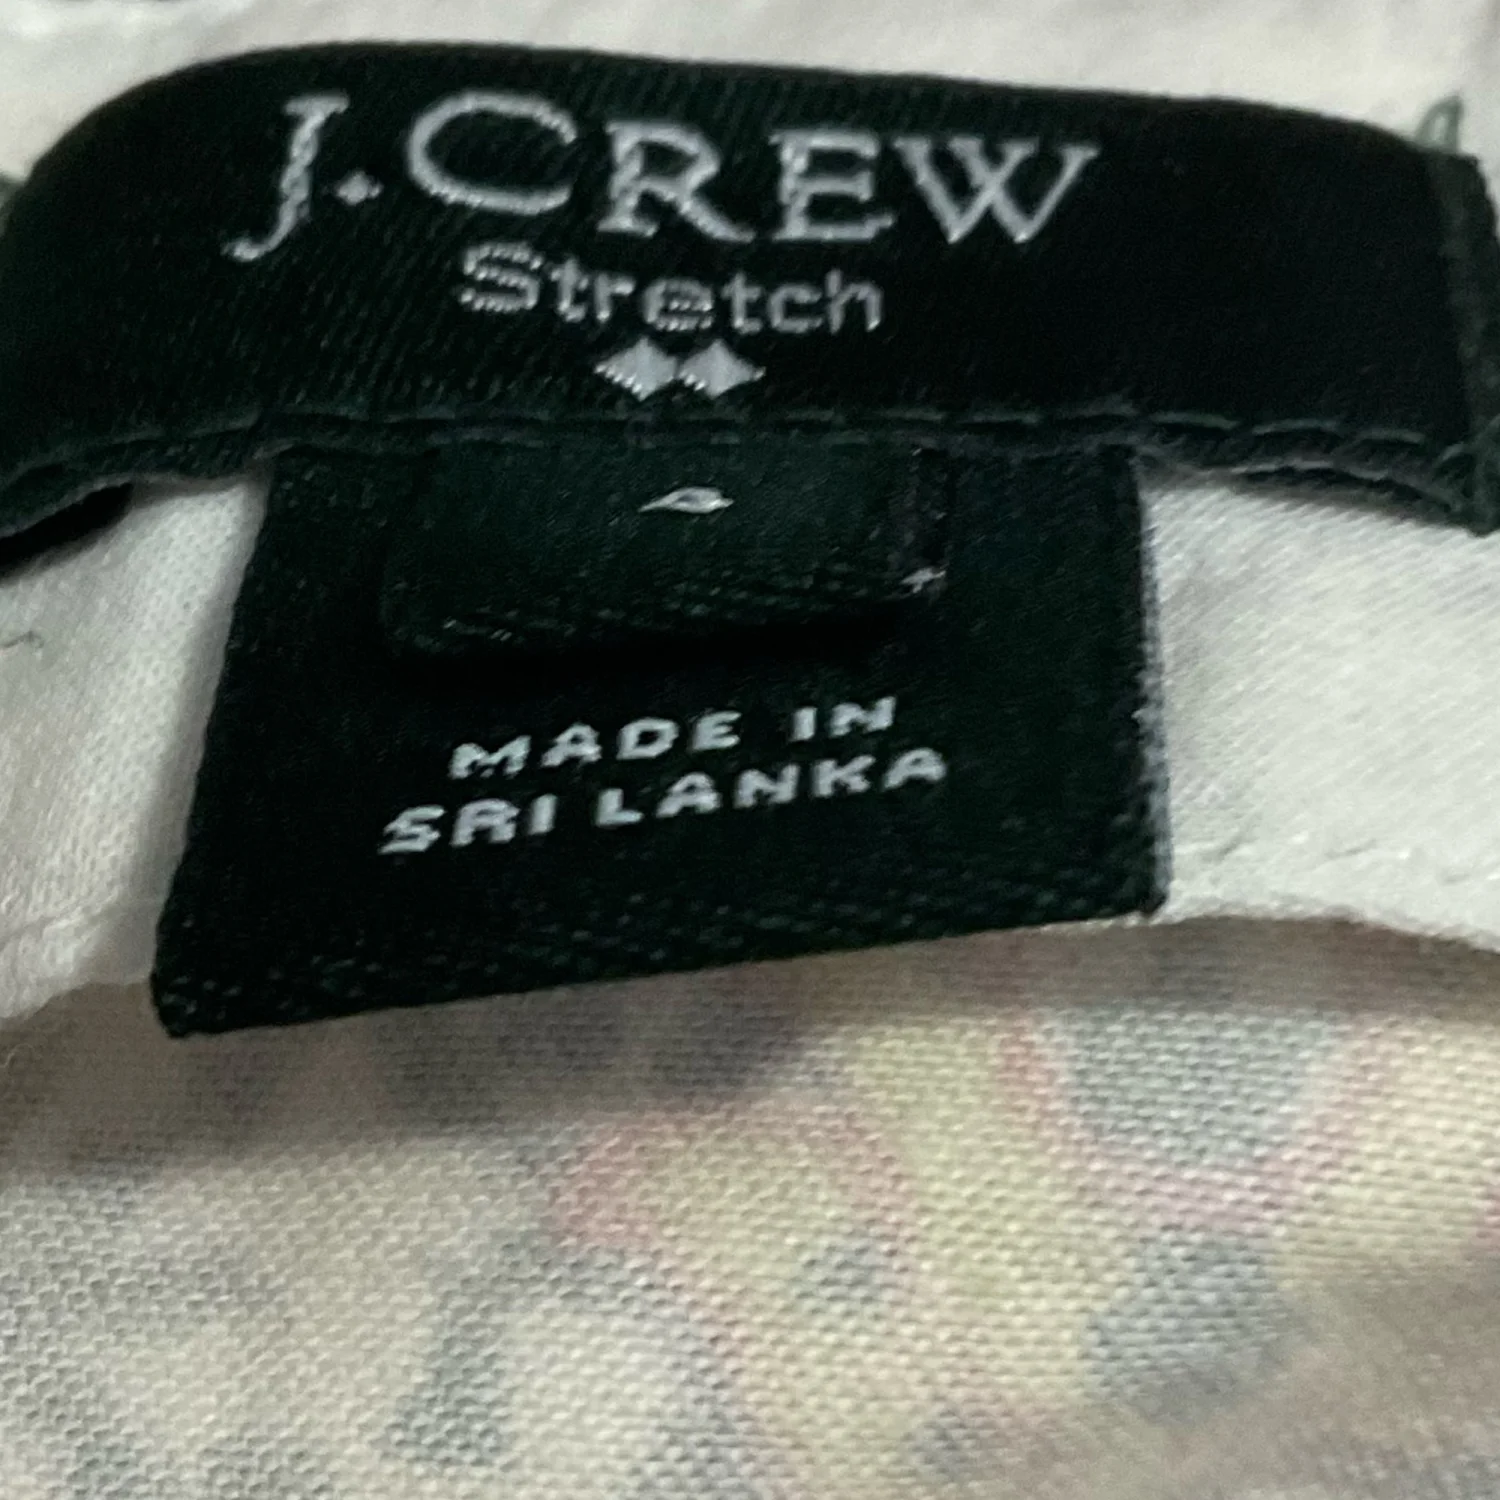 J.CREW
Stretch
MADE IN
SRI LANKA